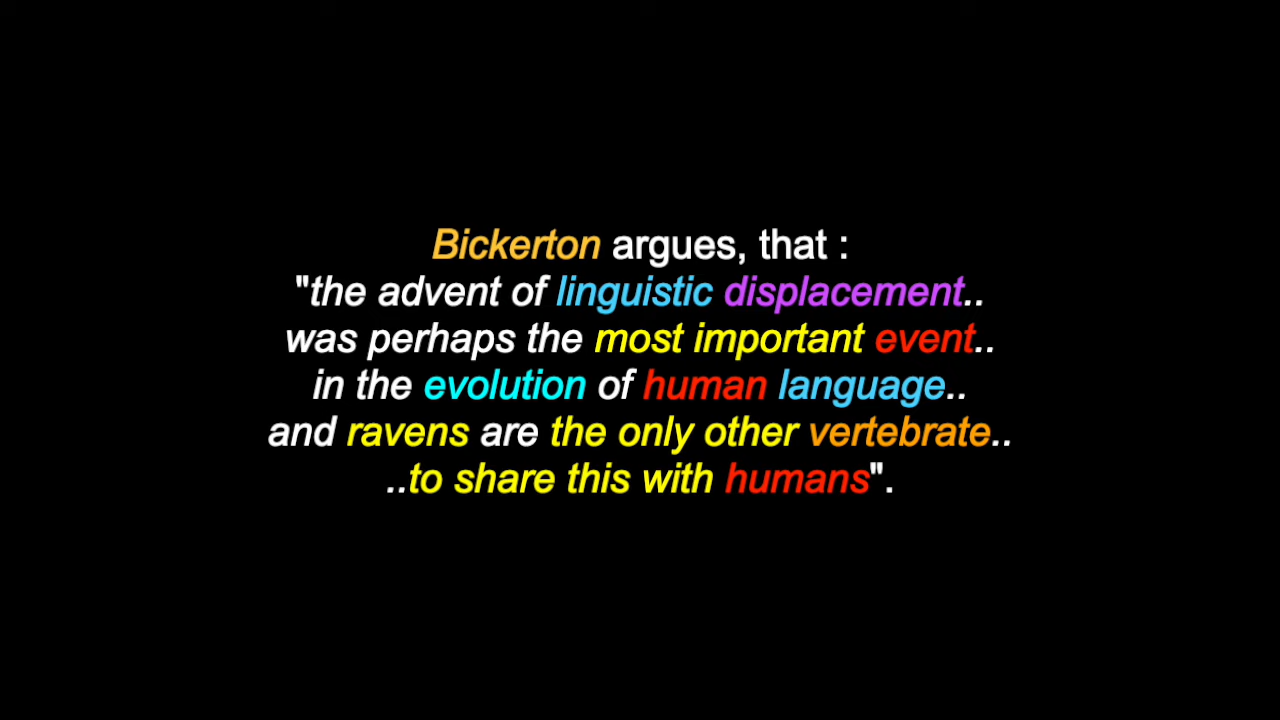 Bickerton argues, that :
"the advent of linguistic displacement..
was perhaps the most important event..
in the evolution of human language..
and ravens are the only other vertebrate..
..to share this with humans".